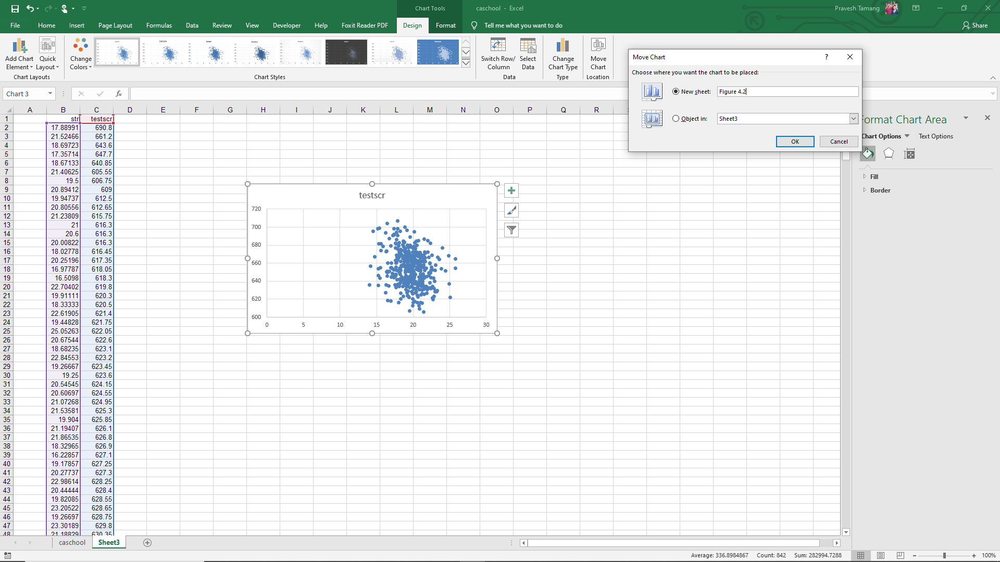 Chart Tools
caschool - Excel
Pravesh Tamang
File Home Insert Page Layout Formulas Data Review View Developer Help Foxit Reader PDF Design Format Tell me what you want to do Share
Add Chart Element
Quick Layout
Change Colors
Switch Row/ Column
Select Data
Change Chart Type
Move Chart
Chart Layouts
Chart Styles
Data
Type
Location
Chart 3
fx
Move Chart
?
Choose where you want the chart to be placed:
New sheet: Figure 4.2
Object in: Sheet3
OK Cancel
Format Chart Area
Chart Options Text Options
Fill
Border
A B C D E F G H I J K L M N O P Q R
1 str testscr
2 17.88991 690.8
3 21.52466 661.2
4 18.69723 643.6
5 17.35714 647.7
6 18.67133 640.85
7 21.40625 605.55
8 19.5 606.75
9 20.89412 609
10 19.94737 612.5
11 20.80556 612.65
12 21.23809 615.75
13 21 616.3
14 20.6 616.3
15 20.00822 616.3
16 18.02778 616.45
17 20.25196 617.35
18 16.97787 618.05
19 16.5098 618.3
20 22.70402 619.8
21 19.91111 620.3
22 18.33333 620.5
23 22.61905 621.4
24 19.44828 621.75
25 25.05263 622.05
26 20.67544 622.6
27 18.68235 623.1
28 22.84553 623.2
29 19.26667 623.45
30 19.25 623.6
31 20.54545 624.15
32 20.60697 624.55
33 21.07268 624.95
34 21.53581 625.3
35 19.904 625.85
36 21.19407 626.1
37 21.86535 626.8
38 18.32965 626.9
39 16.22857 627.1
40 19.17857 627.25
41 20.27737 627.3
42 22.98614 628.25
43 20.44444 628.4
44 19.82085 628.55
45 23.20522 628.65
46 19.26697 628.75
47 23.30189 629.8
48 21.18829 630.35
testscr
720
700
680
660
640
620
600
0 5 10 15 20 25 30
caschool Sheet3
Average: 336.8984867 Count: 842 Sum: 282994.7288 100%